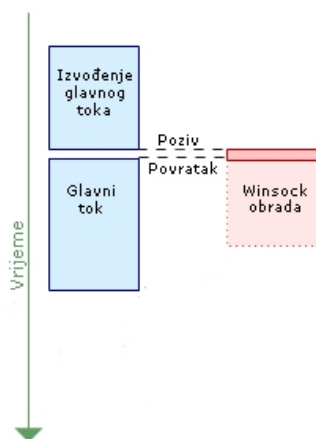 Izvođenje
glavnog
toka
Poziv
Povratak
Glavni
tok
Winsock
obrada
Vrijeme